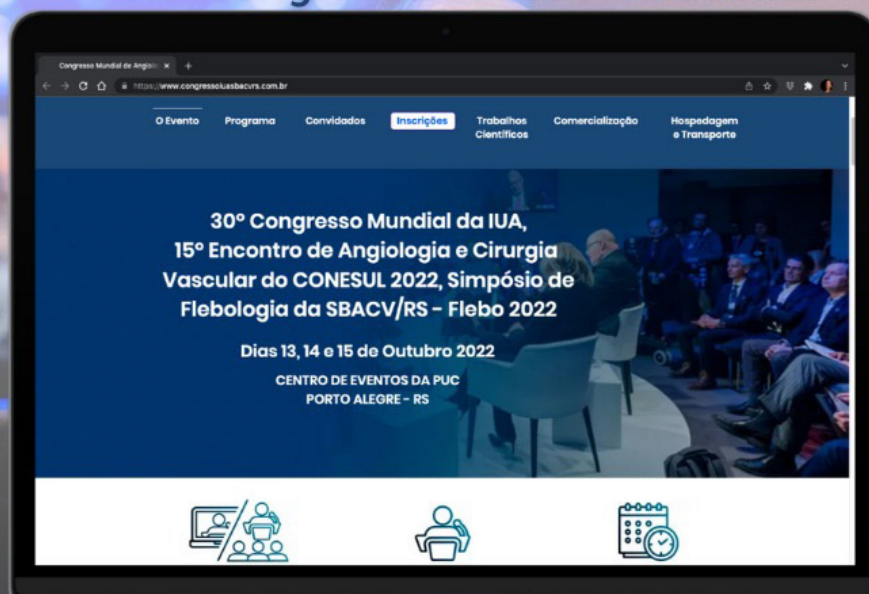 Congresso Mundial de Angiolo
https://www.congressoiuasbacvrs.com.br
O Evento
Programa
Convidados
Inscrições
Trabalhos
Científicos
Comercialização
Hospedagem
e Transporte
30º Congresso Mundial da IUA,
15º Encontro de Angiologia e Cirurgia
Vascular do CONESUL 2022, Simpósio de
Flebologia da SBACV/RS - Flebo 2022
Dias 13, 14 e 15 de Outubro 2022
CENTRO DE EVENTOS DA PUC
PORTO ALEGRE - RS